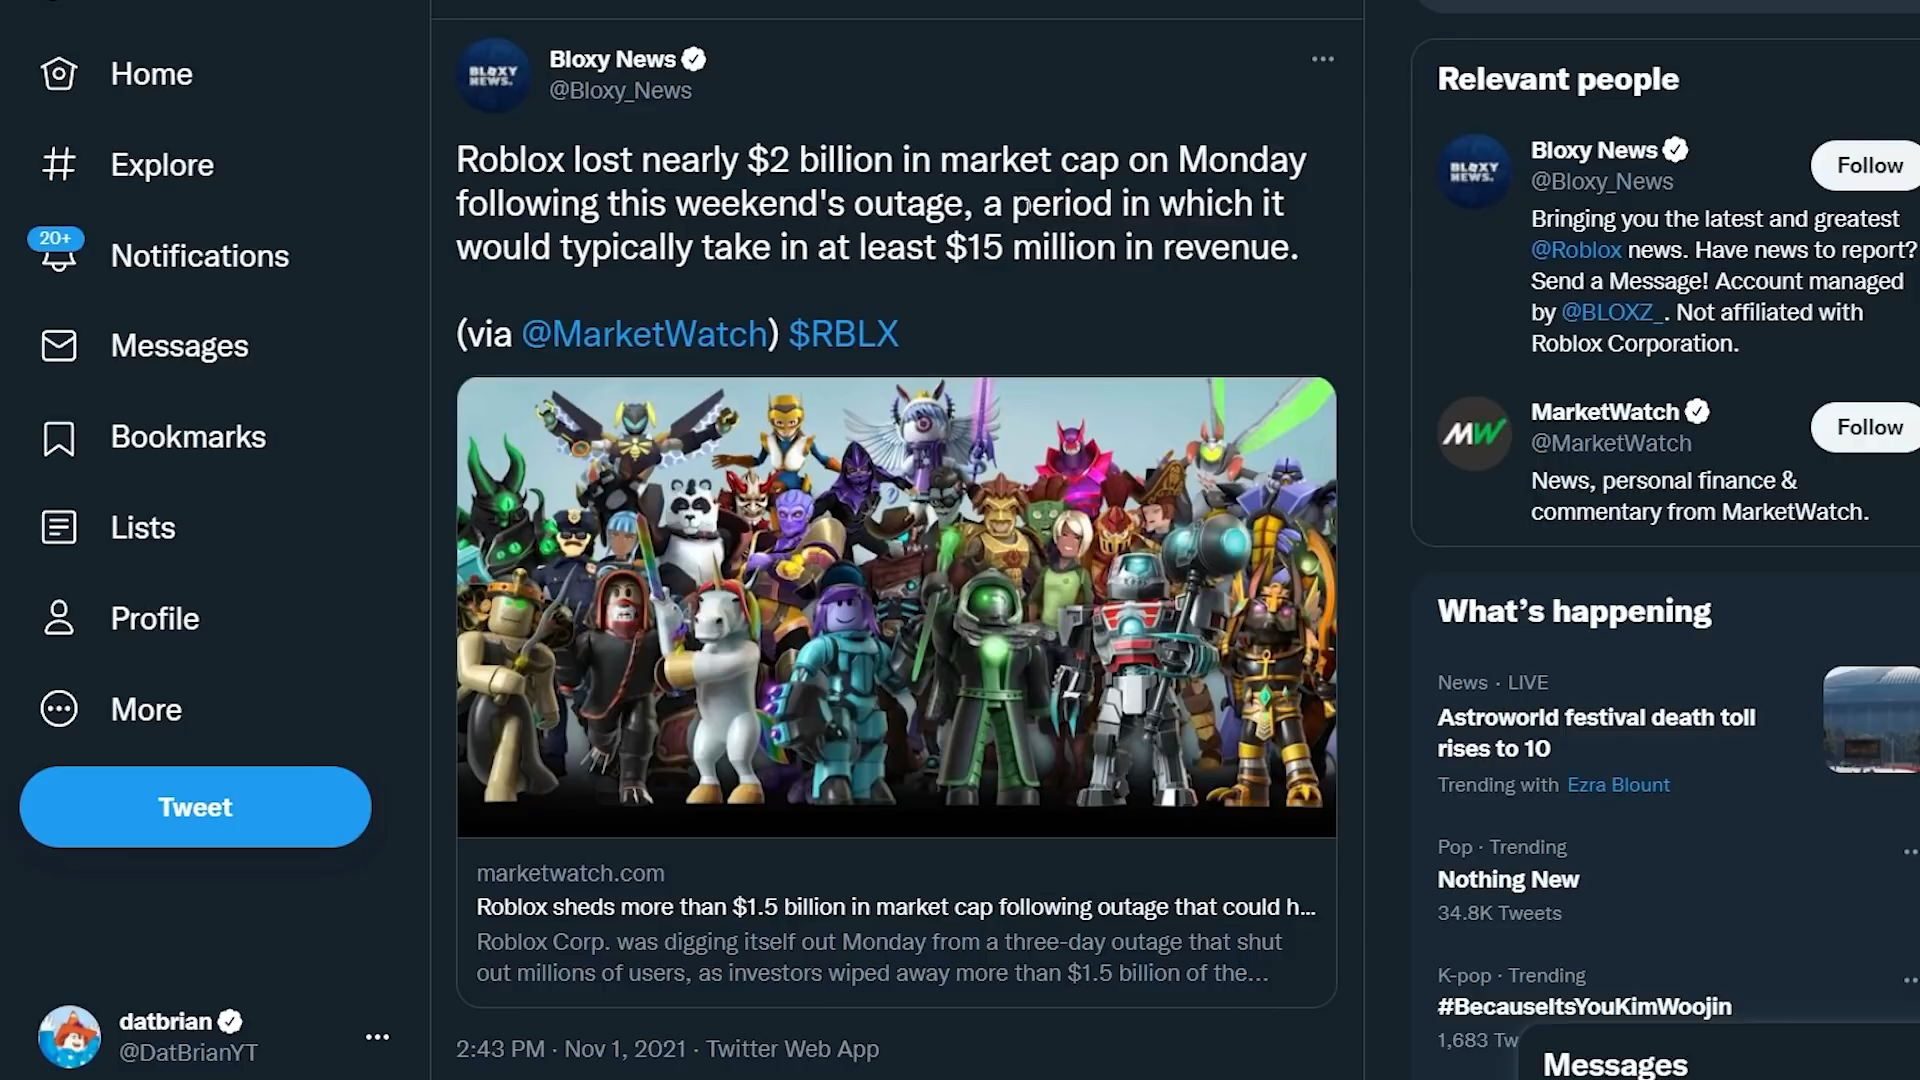 Home
Explore
20+
Notifications
Messages
Bookmarks
Lists
Profile
More
Tweet
datbrian
@DatBrianYT
BLOXY
NEWS.
Bloxy News
@Bloxy_News
Roblox lost nearly $2 billion in market cap on Monday
following this weekend's outage, a period in which it
would typically take in at least $15 million in revenue.
(via @MarketWatch) $RBLX
marketwatch.com
Roblox sheds more than $1.5 billion in market cap following outage that could h...
Roblox Corp. was digging itself out Monday from a three-day outage that shut
out millions of users, as investors wiped away more than $1.5 billion of the...
2:43 PM · Nov 1, 2021 · Twitter Web App
Relevant people
BLOXY
NEWS.
Bloxy News
@Bloxy_News
Follow
Bringing you the latest and greatest
@Roblox news. Have news to report?
Send a Message! Account managed
by @BLOXZ_. Not affiliated with
Roblox Corporation.
MW
MarketWatch
@MarketWatch
Follow
News, personal finance &
commentary from MarketWatch.
What's happening
News · LIVE
Astroworld festival death toll
rises to 10
Trending with Ezra Blount
Pop · Trending
Nothing New
34.8K Tweets
K-pop · Trending
#BecauseItsYouKimWoojin
1,683 Tw
Messages